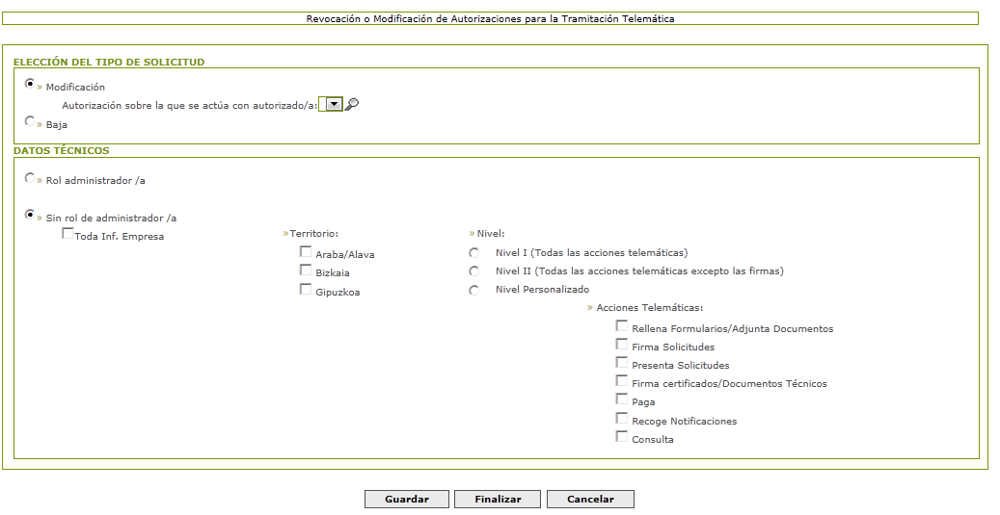 Revocación o Modificación de Autorizaciones para la Tramitación Telemática
ELECCIÓN DEL TIPO DE SOLICITUD
» Modificación
Autorización sobre la que se actúa con autorizado/a:
» Baja
DATOS TÉCNICOS
» Rol administrador /a
» Sin rol de administrador /a
Toda Inf. Empresa
» Territorio:
Araba/Alava
Bizkaia
Gipuzkoa
» Nivel:
Nivel I (Todas las acciones telemáticas)
Nivel II (Todas las acciones telemáticas excepto las firmas)
Nivel Personalizado
» Acciones Telemáticas:
Rellena Formularios/Adjunta Documentos
Firma Solicitudes
Presenta Solicitudes
Firma certificados/Documentos Técnicos
Paga
Recoge Notificaciones
Consulta
Guardar
Finalizar
Cancelar